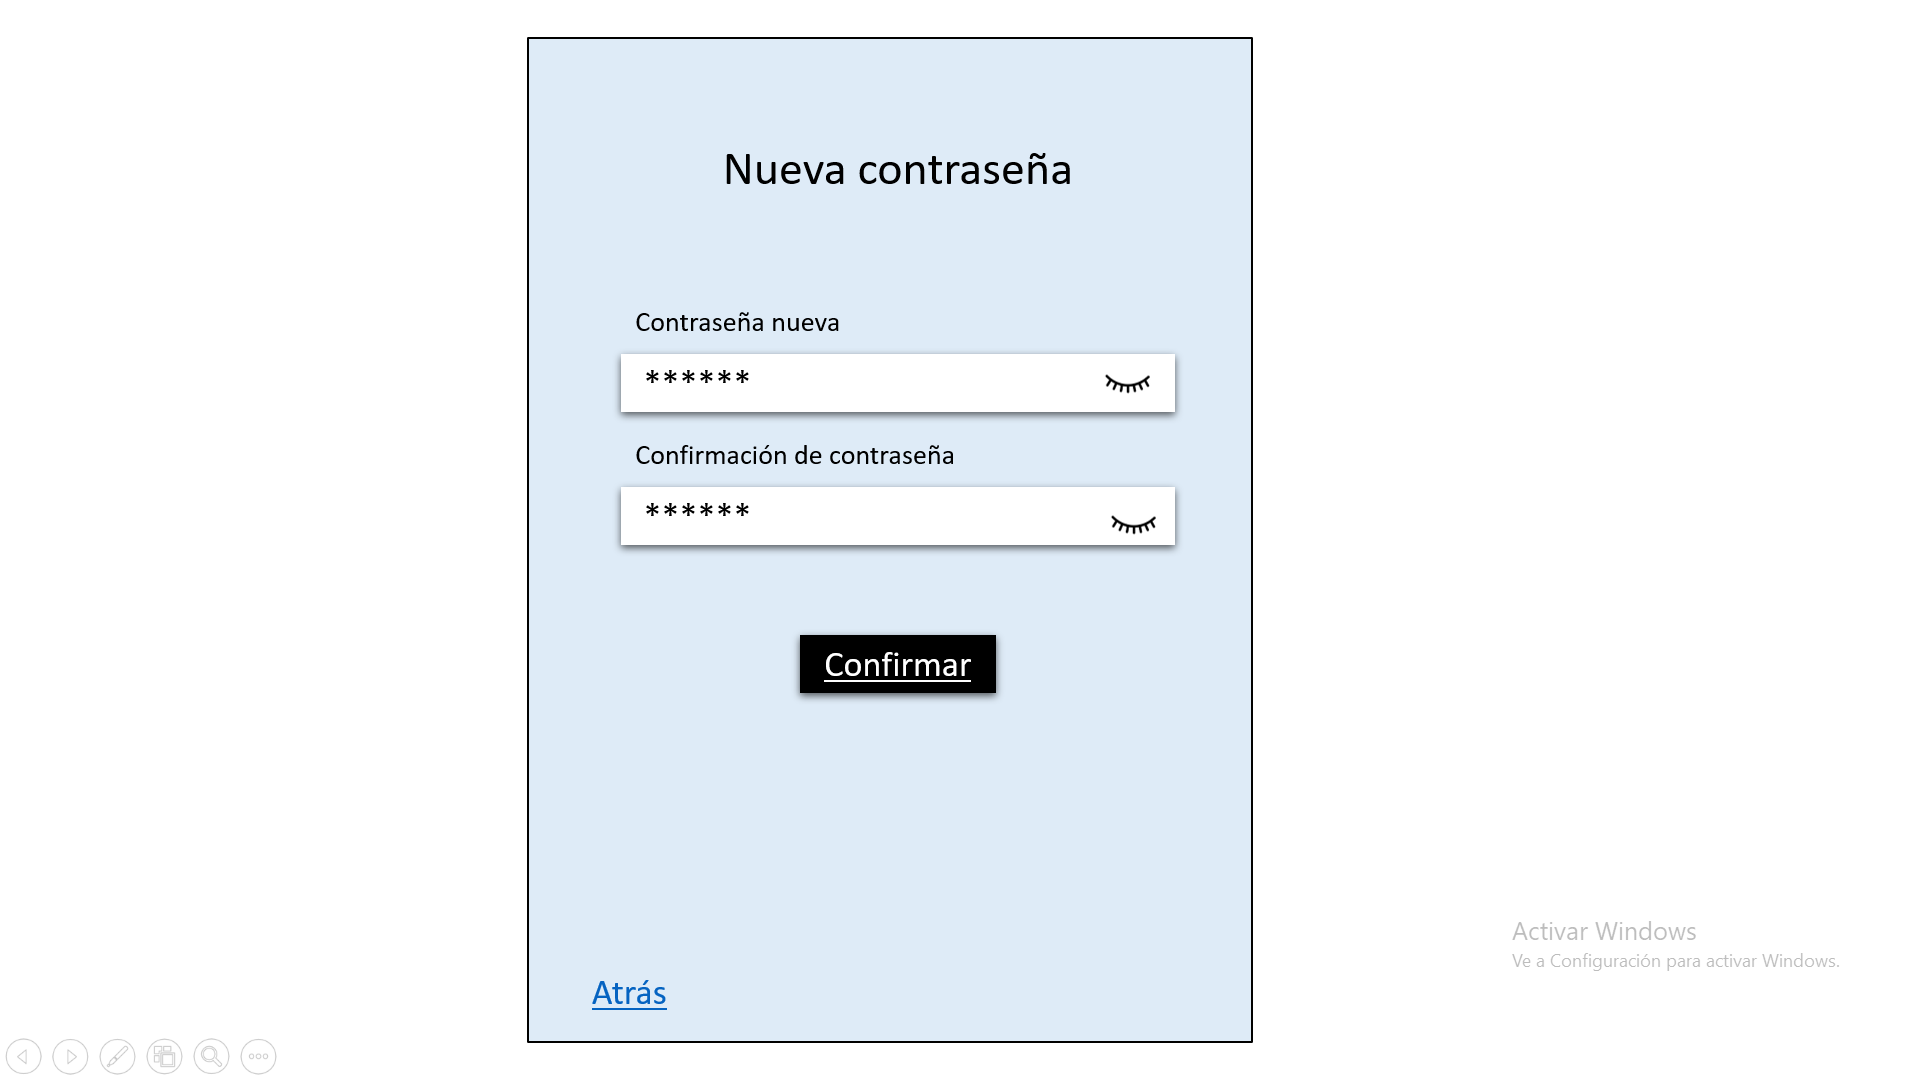 Nueva contraseña
Contraseña nueva
******
Confirmación de contraseña
******
Confirmar
Atrás
Activar Windows
Ve a Configuración para activar Windows.